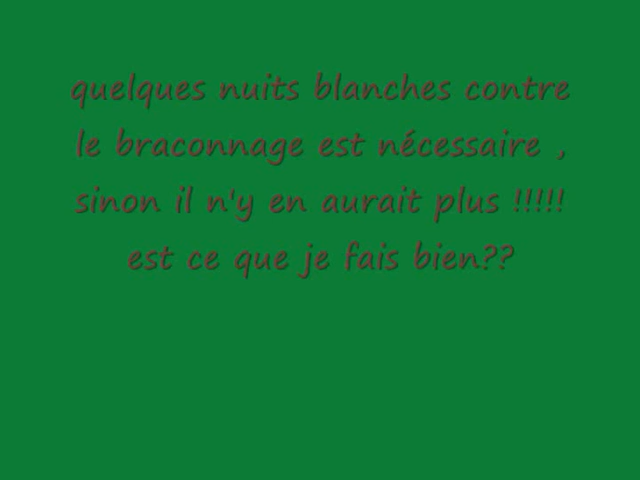 quelques nuits blanches contre
le braconnage est nécessaire ,
sinon il n'y en aurait plus !!!!!
est ce que je fais bien??